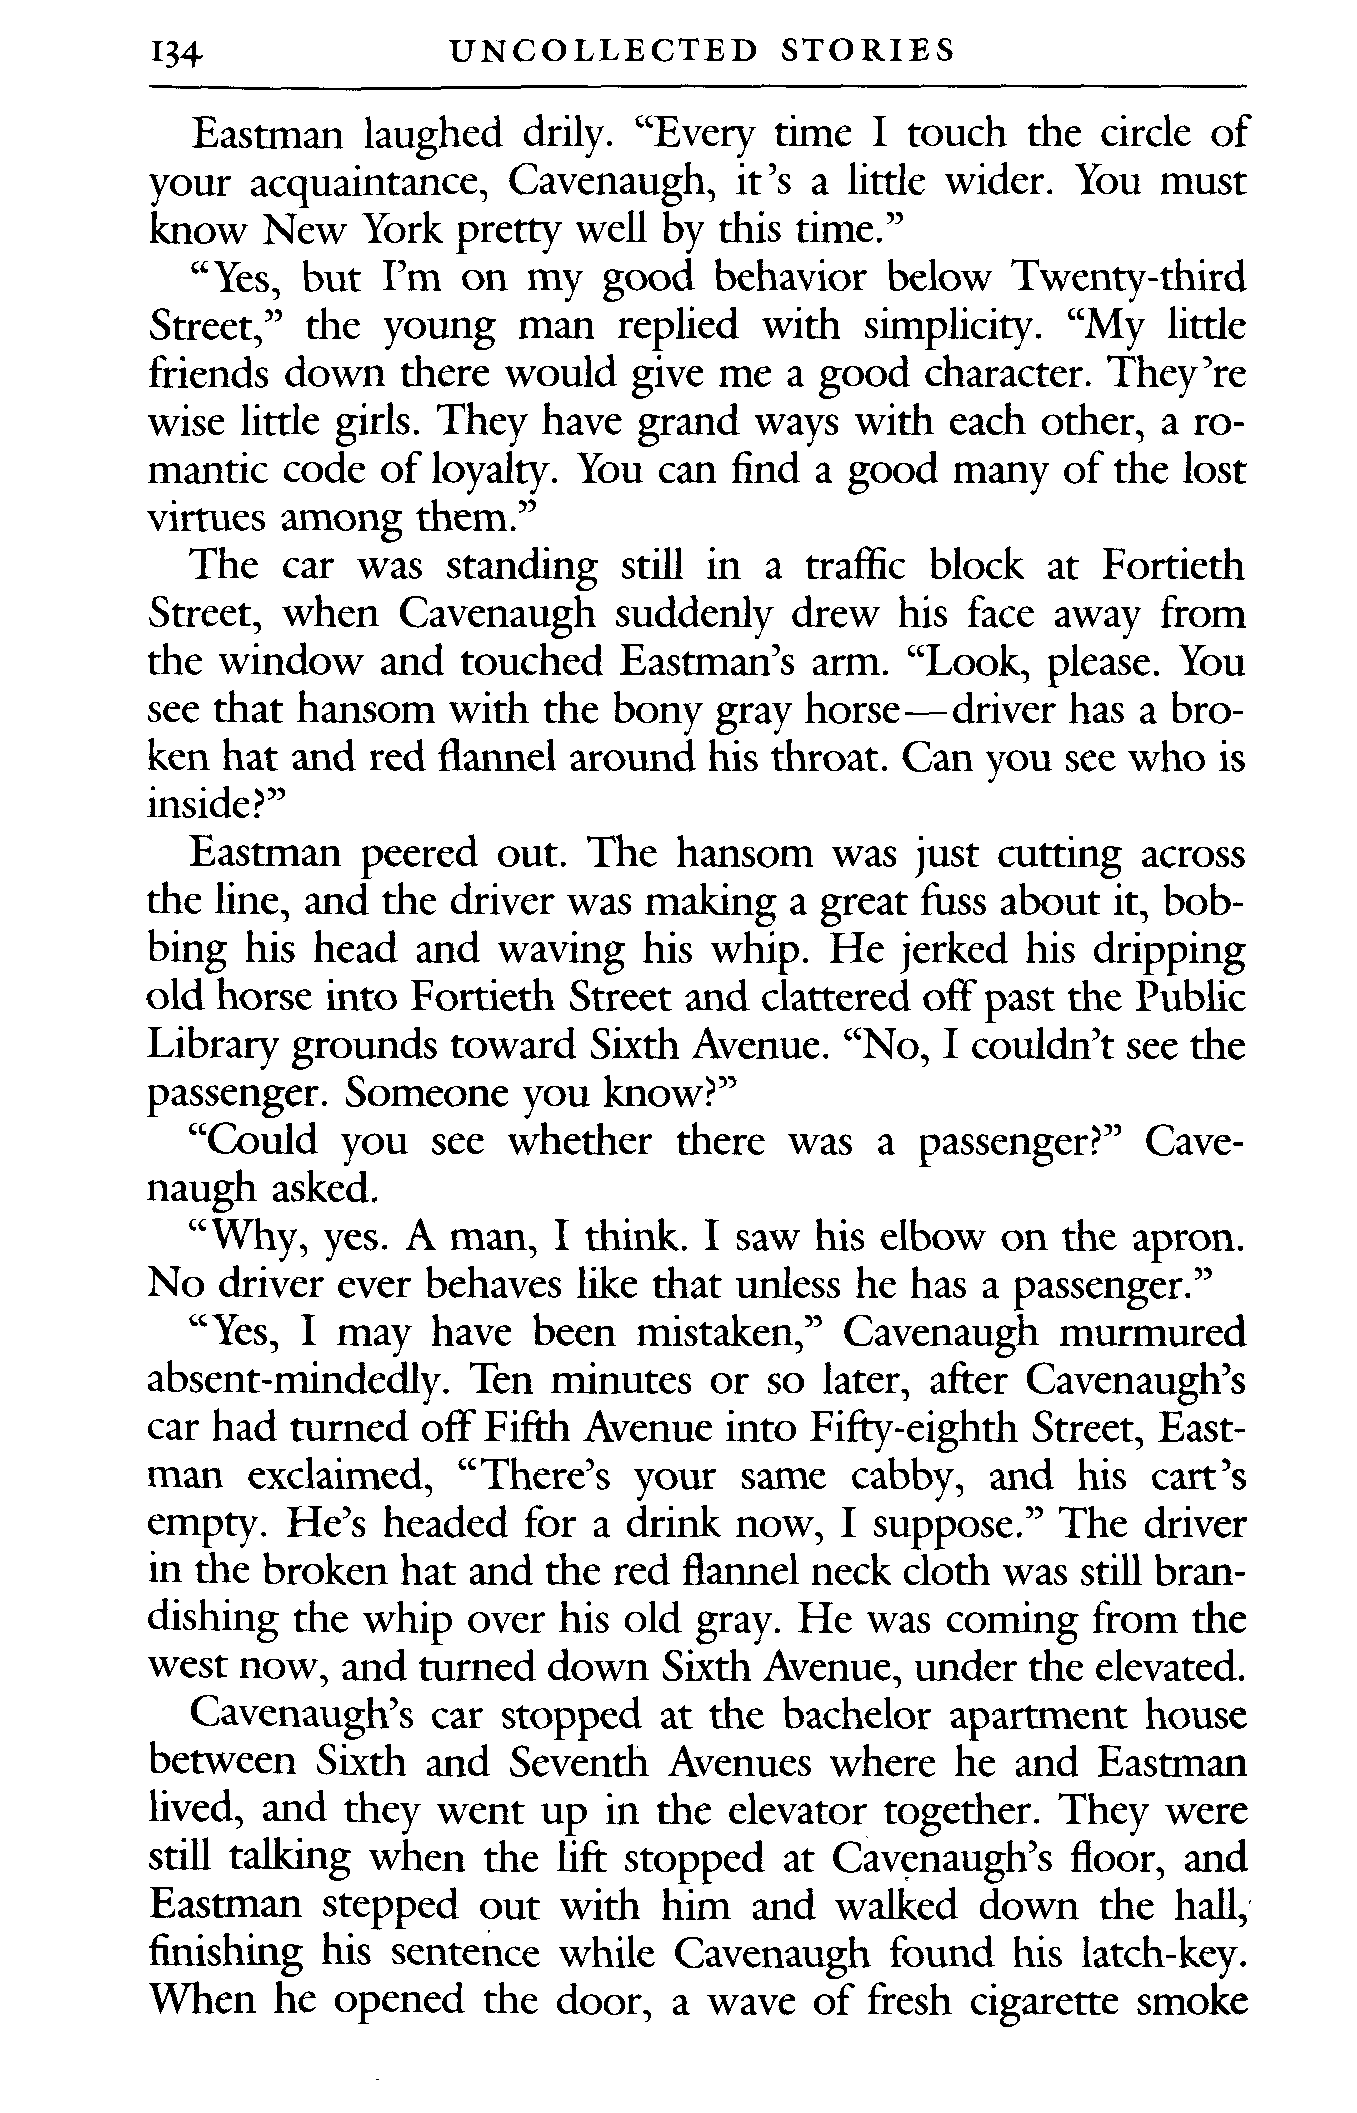 134 UNCOLLECTED STORIES
Eastman laughed drily. “Every time I touch the circle of
your acquaintance, Cavenaugh, it’s a little wider. You must
know New York pretty well by this time.”
“Yes, but I’m on my good behavior below Twenty-third
Street,” the young man replied with simplicity. “My little
friends down there would give me a good character. They’re
wise little girls. They have grand ways with each other, a ro-
mantic code of loyalty. You can find a good many of the lost
virtues among them.”
The car was standing still in a traffic block at Fortieth
Street, when Cavenaugh suddenly drew his face away from
the window and touched Eastman’s arm. “Look, please. You
see that hansom with the bony gray horse—driver has a bro-
ken hat and red flannel around his throat. Can you see who is
inside?”
Eastman peered out. The hansom was just cutting across
the line, and the driver was making a great fuss about it, bob-
bing his head and waving his whip. He jerked his dripping
old horse into Fortieth Street and clattered off past the Public
Library grounds toward Sixth Avenue. “No, I couldn’t see the
passenger. Someone you know?”
“Could you see whether there was a passenger?” Cave-
naugh asked.
“Why, yes. A man, I think. I saw his elbow on the apron.
No driver ever behaves like that unless he has a passenger.”
“Yes, I may have been mistaken,” Cavenaugh murmured
absent-mindedly. Ten minutes or so later, after Cavenaugh’s
car had turned off Fifth Avenue into Fifty-eighth Street, East-
man exclaimed, “There’s your same cabby, and his cart’s
empty. He’s headed for a drink now, I suppose.” The driver
in the broken hat and the red flannel neck cloth was still bran-
dishing the whip over his old gray. He was coming from the
west now, and turned down Sixth Avenue, under the elevated.
Cavenaugh’s car stopped at the bachelor apartment house
between Sixth and Seventh Avenues where he and Eastman
lived, and they went up in the elevator together. They were
still talking when the lift stopped at Cavenaugh’s floor, and
Eastman stepped out with him and walked down the hall,
finishing his sentence while Cavenaugh found his latch-key.
When he opened the door, a wave of fresh cigarette smoke